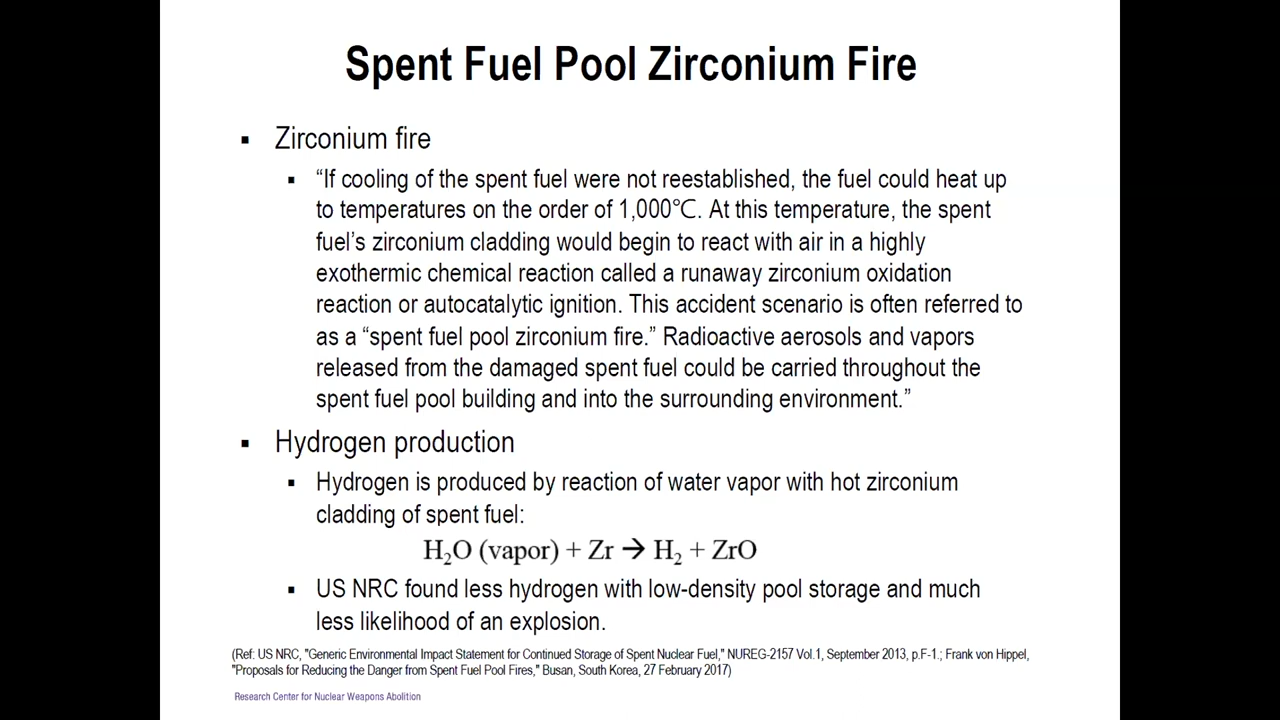 Spent Fuel Pool Zirconium Fire
▪ Zirconium fire
▪ “If cooling of the spent fuel were not reestablished, the fuel could heat up
to temperatures on the order of 1,000℃. At this temperature, the spent
fuel’s zirconium cladding would begin to react with air in a highly
exothermic chemical reaction called a runaway zirconium oxidation
reaction or autocatalytic ignition. This accident scenario is often referred to
as a “spent fuel pool zirconium fire.” Radioactive aerosols and vapors
released from the damaged spent fuel could be carried throughout the
spent fuel pool building and into the surrounding environment.”
▪ Hydrogen production
▪ Hydrogen is produced by reaction of water vapor with hot zirconium
cladding of spent fuel:
H₂O (vapor) + Zr → H₂ + ZrO
▪ US NRC found less hydrogen with low-density pool storage and much
less likelihood of an explosion.
(Ref: US NRC, "Generic Environmental Impact Statement for Continued Storage of Spent Nuclear Fuel," NUREG-2157 Vol.1, September 2013, p.F-1.; Frank von Hippel,
"Proposals for Reducing the Danger from Spent Fuel Pool Fires," Busan, South Korea, 27 February 2017)
Research Center for Nuclear Weapons Abolition